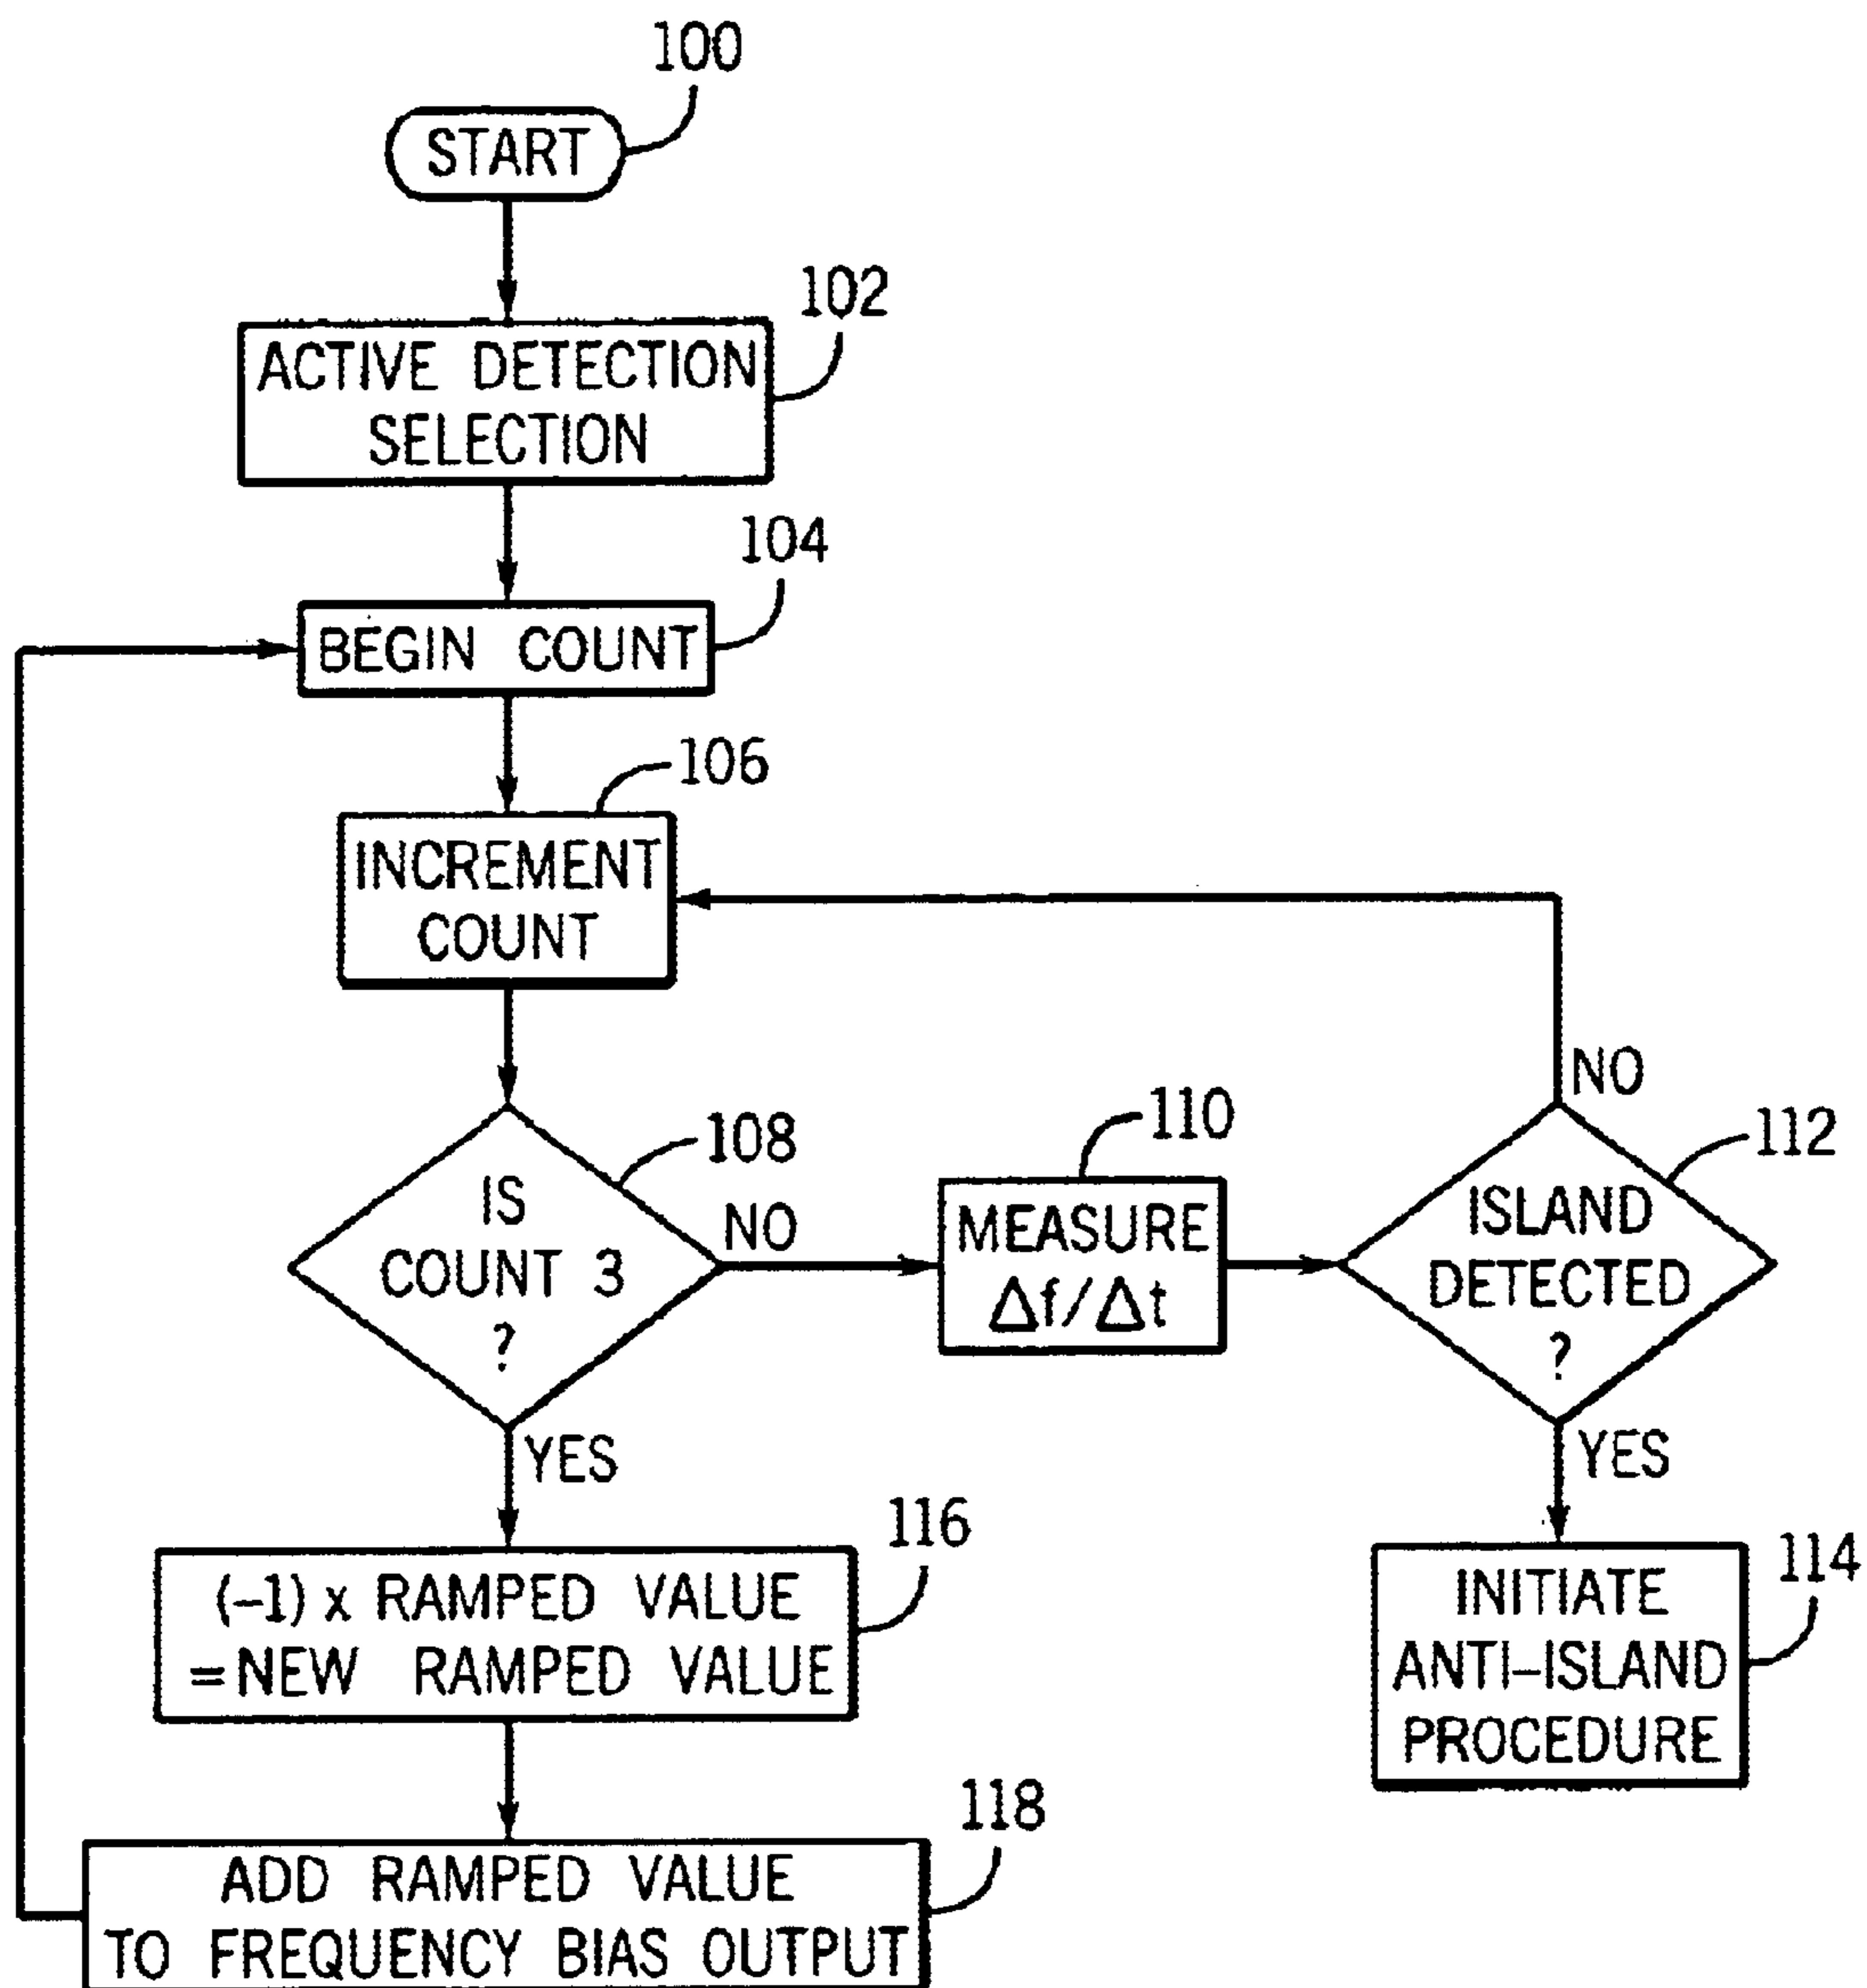 100
START
102
ACTIVE DETECTION
SELECTION
104
BEGIN COUNT
106
INCREMENT
COUNT
108
IS
COUNT 3
?
NO
YES
110
MEASURE
Δf/Δt
NO
112
ISLAND
DETECTED
?
YES
114
INITIATE
ANTI-ISLAND
PROCEDURE
116
(-1) x RAMPED VALUE
=NEW RAMPED VALUE
118
ADD RAMPED VALUE
TO FREQUENCY BIAS OUTPUT